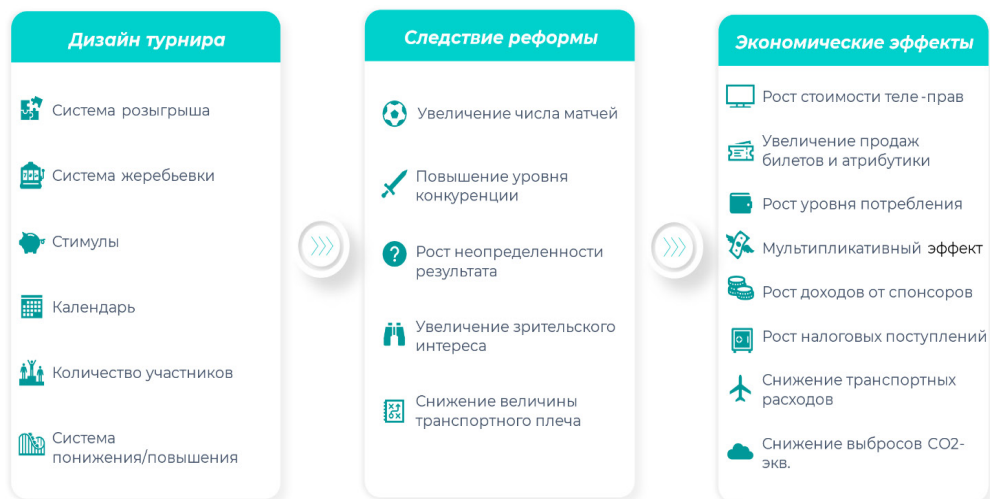 Дизайн турнира
Система розыгрыша
Система жеребьевки
Стимулы
Календарь
Количество участников
Система
понижения/повышения
Следствие реформы
Увеличение числа матчей
Повышение уровня
конкуренции
Рост неопределенности
результата
Увеличение зрительского
интереса
Снижение величины
транспортного плеча
Экономические эффекты
Рост стоимости теле-прав
Увеличение продаж
билетов и атрибутики
Рост уровня потребления
Мультипликативный эффект
Рост доходов от спонсоров
Рост налоговых поступлений
Снижение транспортных
расходов
Снижение выбросов СО2-
экв.